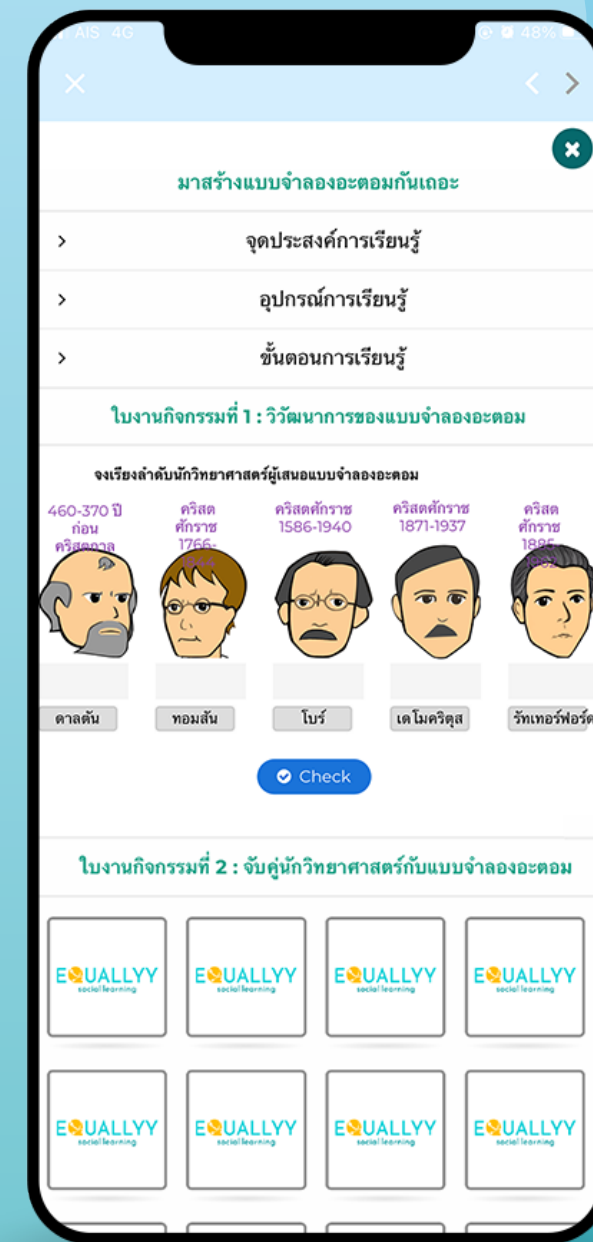 AIS 4G
48%
มาสร้างแบบจำลองอะตอมกันเถอะ
จุดประสงค์การเรียนรู้
อุปกรณ์การเรียนรู้
ขั้นตอนการเรียนรู้
ใบงานกิจกรรมที่ 1 : วิวัฒนาการของแบบจำลองอะตอม
จงเรียงลำดับนักวิทยาศาสตร์ผู้เสนอแบบจำลองอะตอม
460-370 ปี
ก่อน
คริสตกาล
คริสต
ศักราช
1766-
คริสตศักราช
1586-1940
คริสตศักราช
1871-1937
คริสต
ศักราช
1885-
ดาลตัน
ทอมสัน
โบร์
เดโมคริตุส
รัทเทอร์ฟอร์ด
Check
ใบงานกิจกรรมที่ 2 : จับคู่นักวิทยาศาสตร์กับแบบจำลองอะตอม
EQUALLYY
social learning
EQUALLYY
social learning
EQUALLYY
social learning
EQUALLYY
social learning
EQUALLYY
social learning
EQUALLYY
social learning
EQUALLYY
social learning
EQUALLYY
social learning